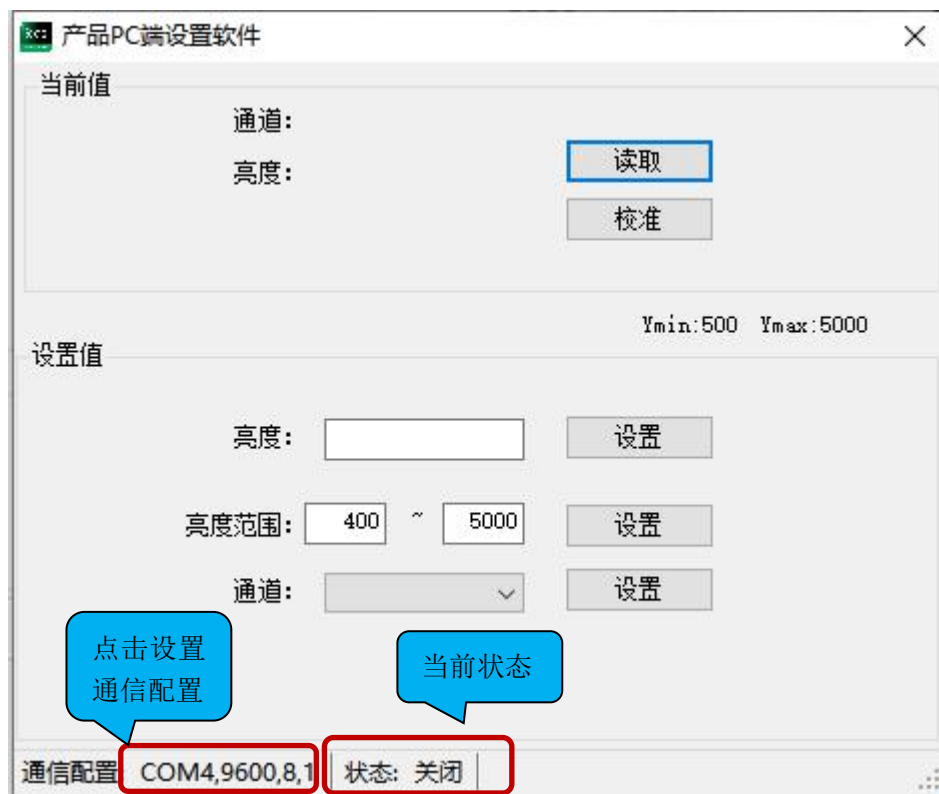 产品PC端设置软件
当前值
通道:
亮度:
读取
校准
Ymin:500 Ymax:5000
设置值
亮度:
设置
亮度范围:
400 ~ 5000
设置
通道:
设置
点击设置
通信配置
当前状态
通信配置
COM4,9600,8,1
状态: 关闭